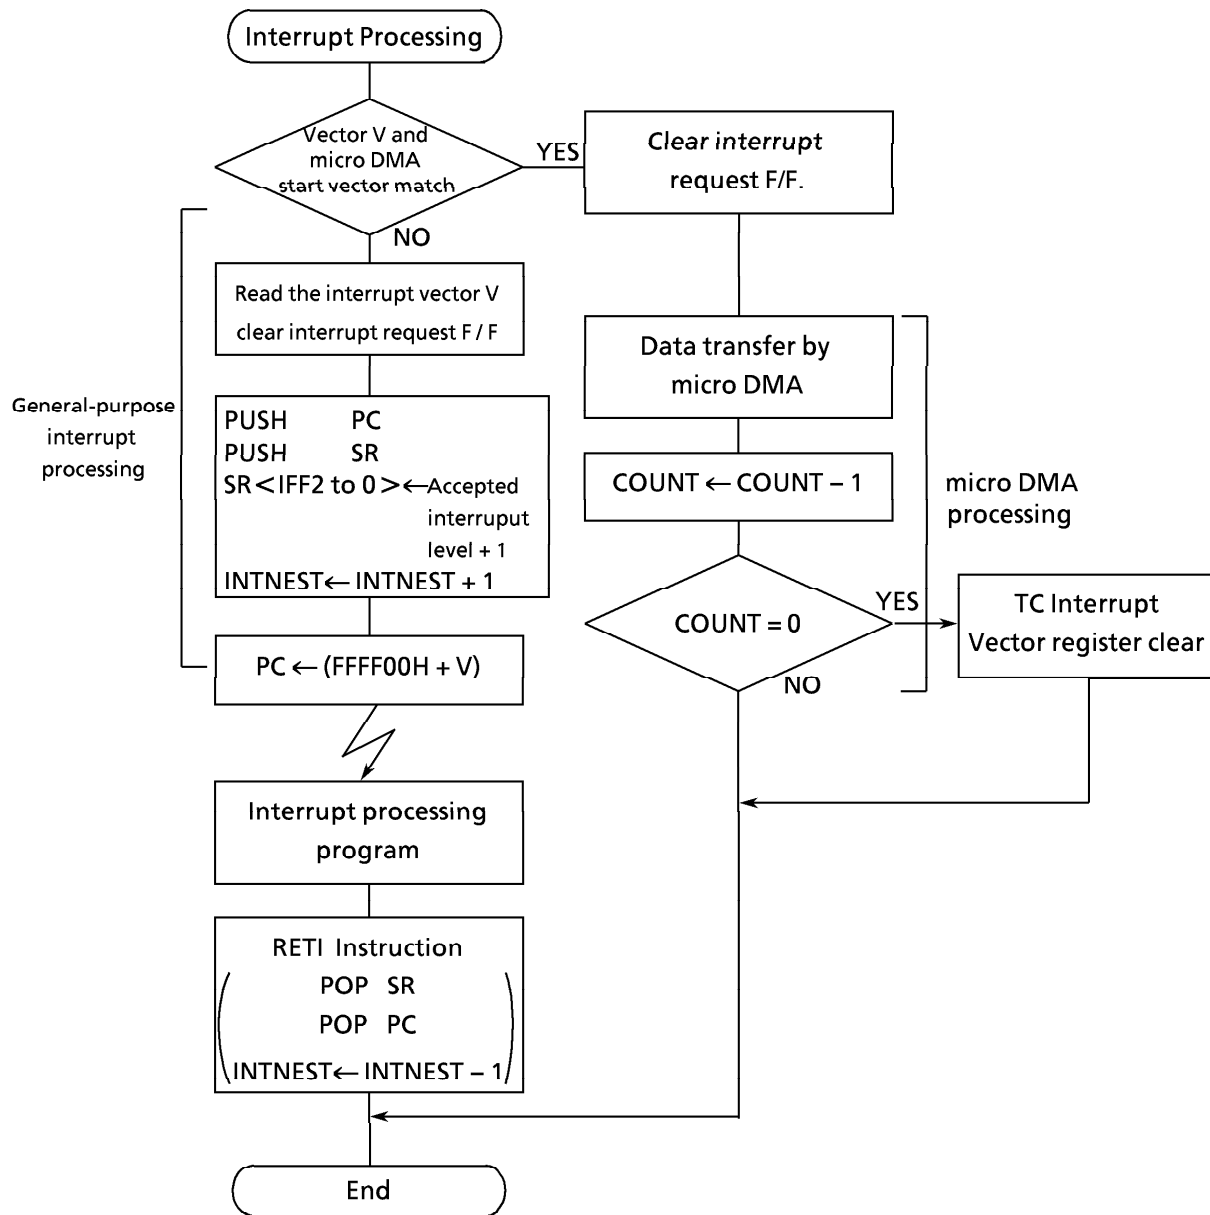 Interrupt Processing
Vector V and
micro DMA
start vector match
YES
Clear interrupt
request F/F.
NO
Read the interrupt vector V
clear interrupt request F / F
General-purpose
interrupt
processing
PUSH PC
PUSH SR
SR<IFF2 to 0>←Accepted
interruput
level + 1
INTNEST← INTNEST + 1
PC ← (FFFF00H + V)
Interrupt processing
program
RETI Instruction
POP SR
POP PC
INTNEST← INTNEST – 1
End
Data transfer by
micro DMA
COUNT ← COUNT – 1
micro DMA
processing
COUNT = 0
YES
NO
TC Interrupt
Vector register clear